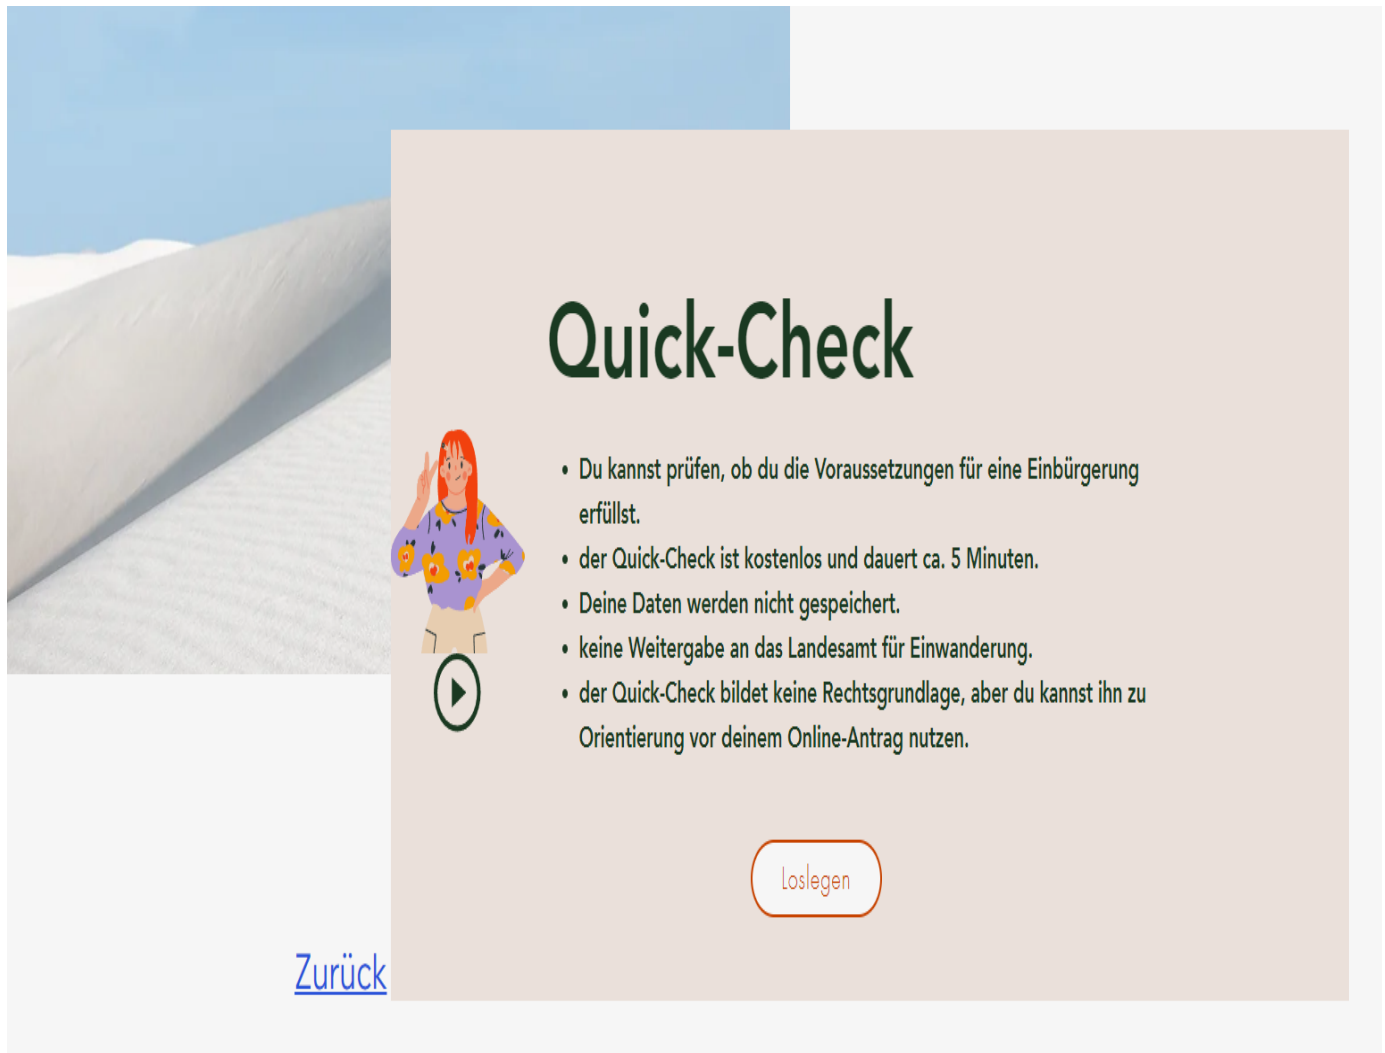 Quick-Check
• Du kannst prüfen, ob du die Voraussetzungen für eine Einbürgerung
erfüllst.
• der Quick-Check ist kostenlos und dauert ca. 5 Minuten.
• Deine Daten werden nicht gespeichert.
• keine Weitergabe an das Landesamt für Einwanderung.
• der Quick-Check bildet keine Rechtsgrundlage, aber du kannst ihn zu
Orientierung vor deinem Online-Antrag nutzen.
Loslegen
Zurück